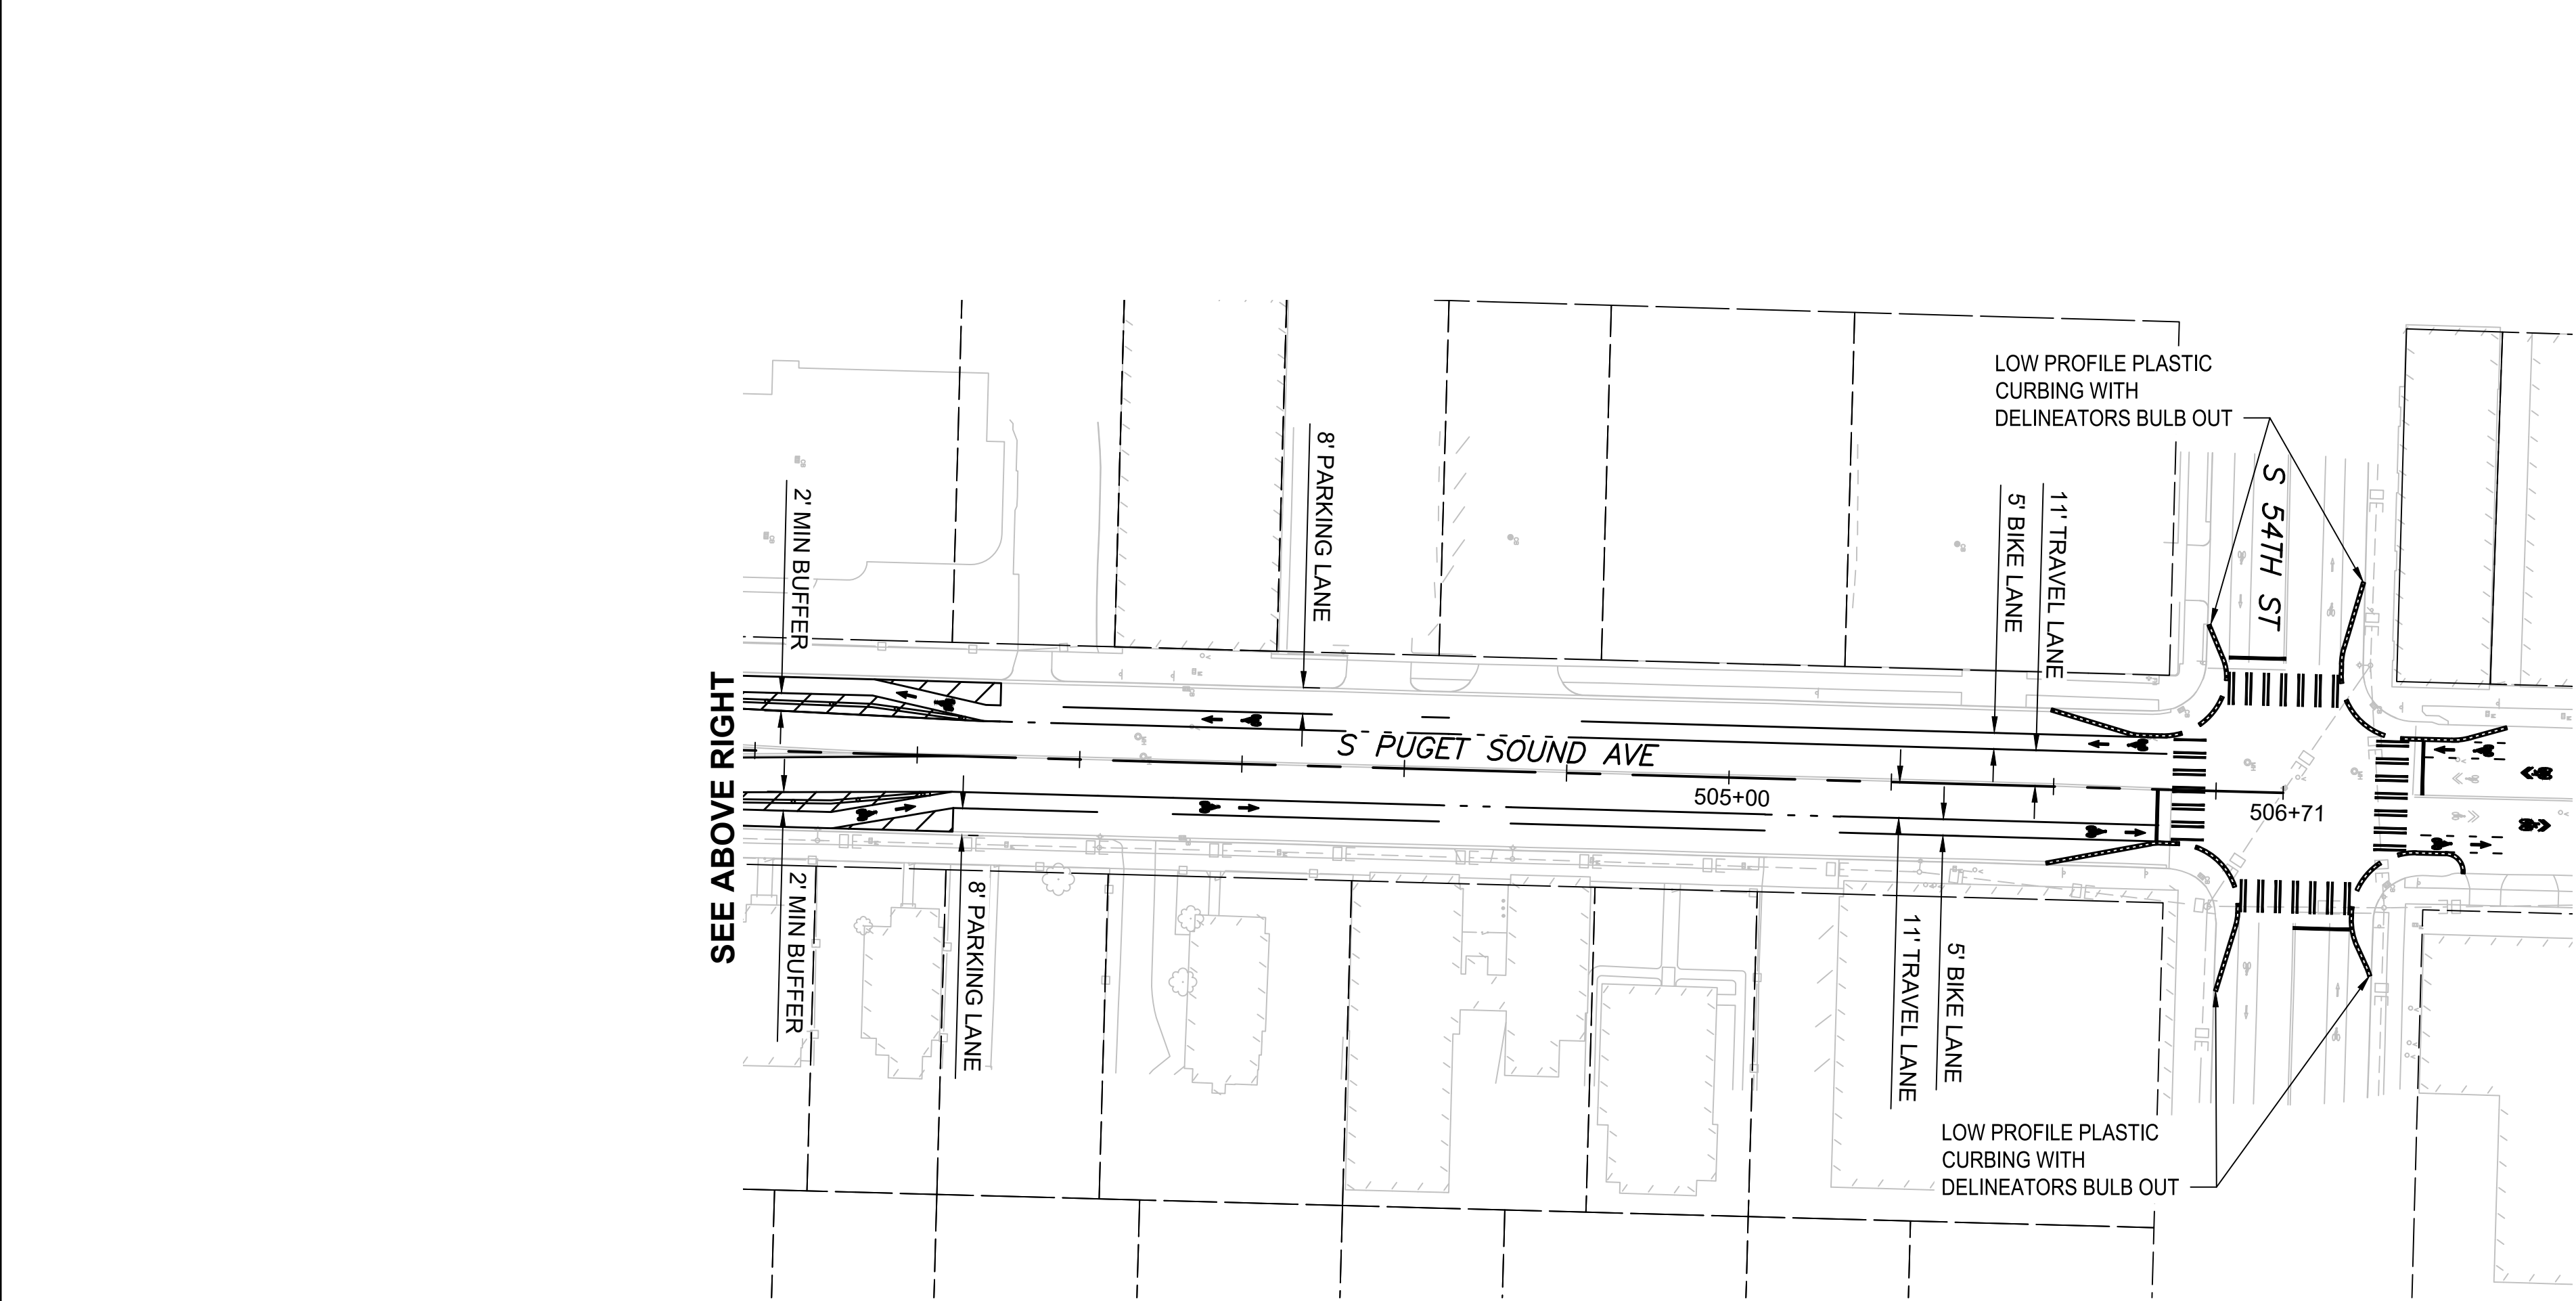 LOW PROFILE PLASTIC
CURBING WITH
DELINEATORS BULB OUT
S 54TH ST
8' PARKING LANE
2' MIN BUFFER
5' BIKE LANE
11' TRAVEL LANE
SEE ABOVE RIGHT
S PUGET SOUND AVE
505+00
506+71
2' MIN BUFFER
8' PARKING LANE
11' TRAVEL LANE
5' BIKE LANE
LOW PROFILE PLASTIC
CURBING WITH
DELINEATORS BULB OUT